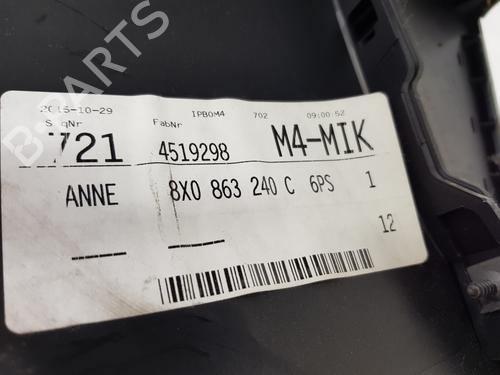 2015-10-29 IPB0M4 702 09:00:52
SeqNr FabNr
721 4519298 M4-MIK
ANNE 8X0 863 240 C 6PS 1
12
B-PARTS